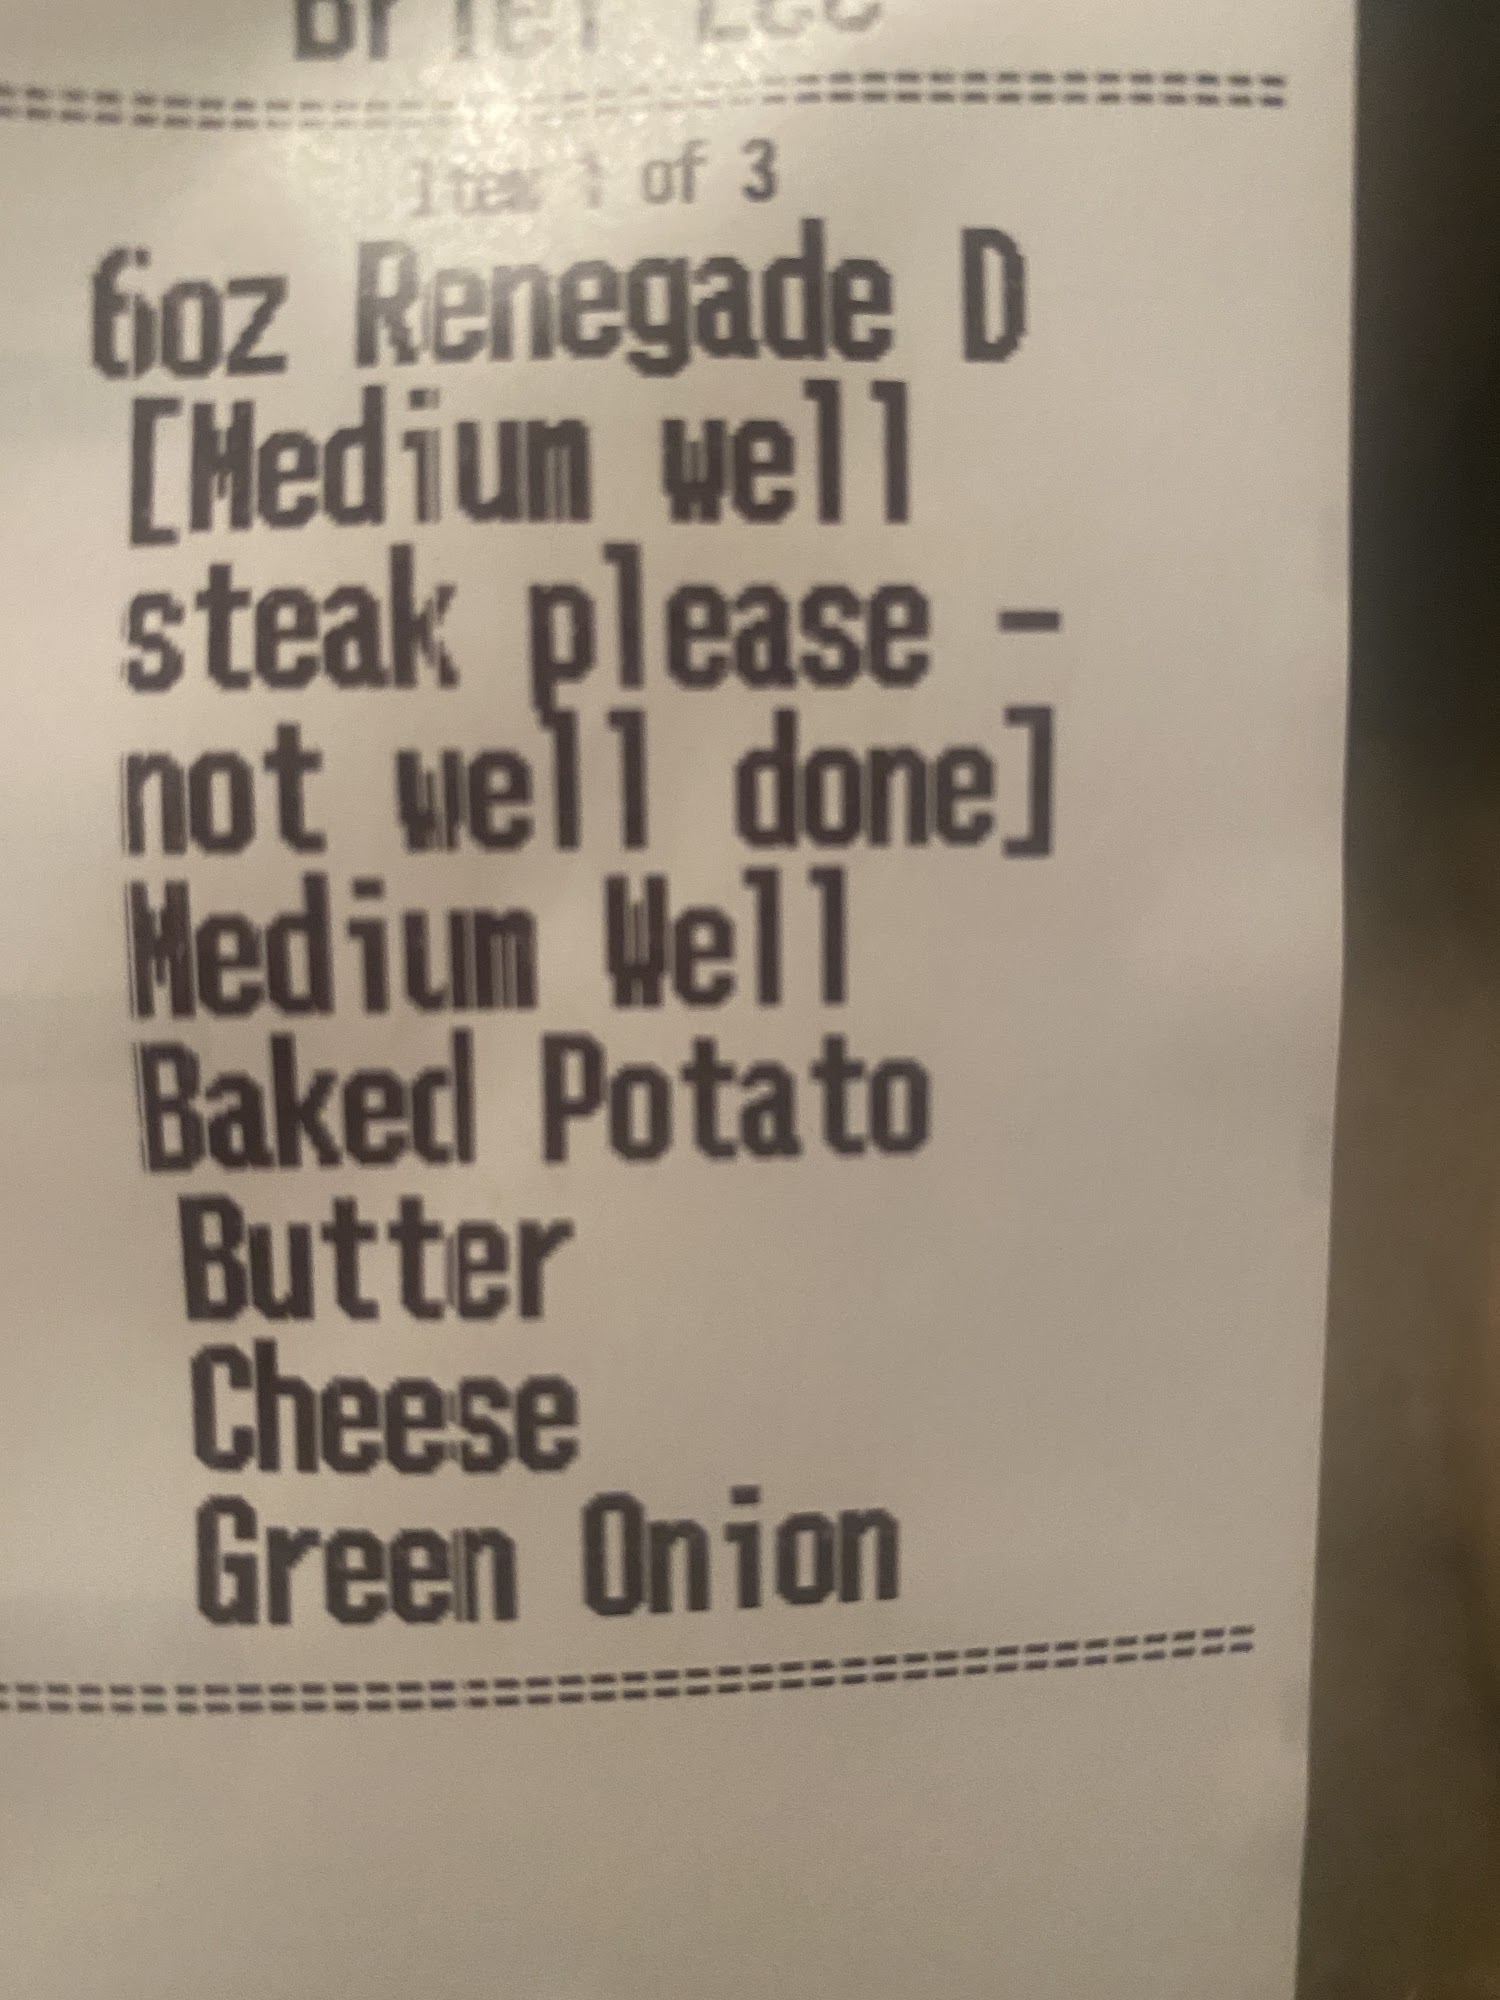 Item 1 of 3
6oz Renegade D
[Medium well
steak please -
not well done]
Medium Well
Baked Potato
Butter
Cheese
Green Onion